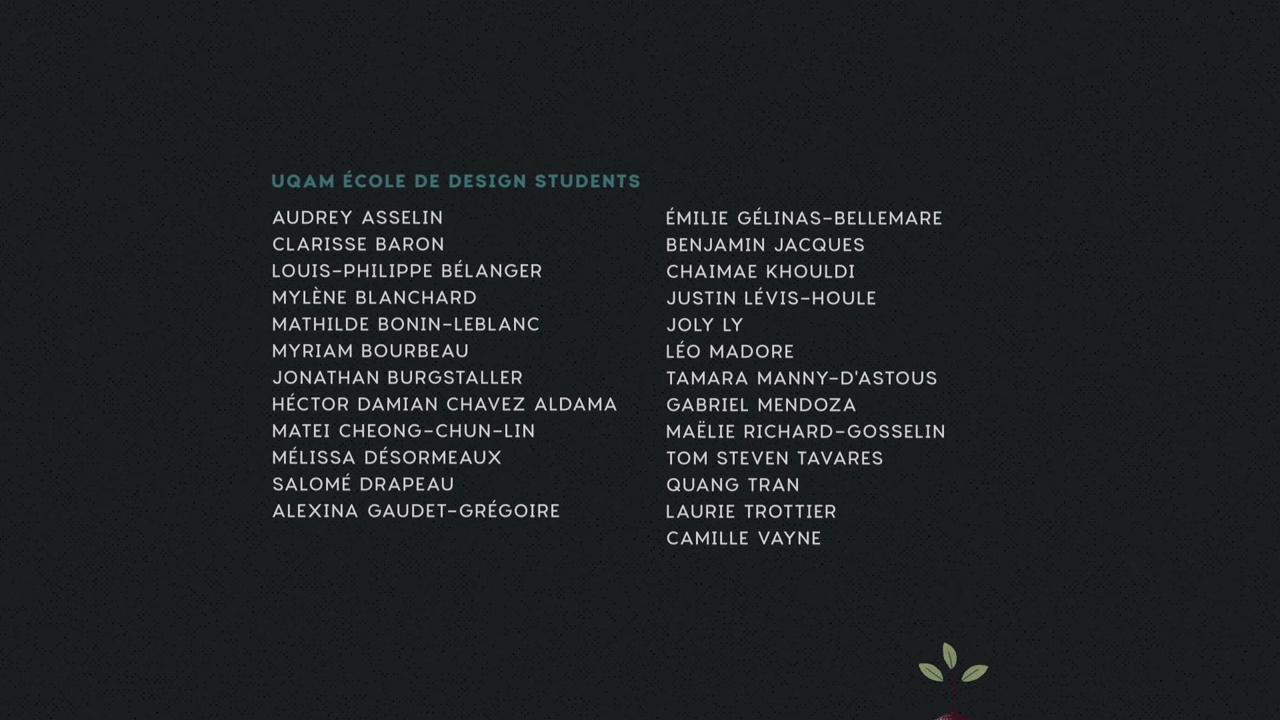 UQAM ÉCOLE DE DESIGN STUDENTS
AUDREY ASSELIN
CLARISSE BARON
LOUIS-PHILIPPE BÉLANGER
MYLÈNE BLANCHARD
MATHILDE BONIN-LEBLANC
MYRIAM BOURBEAU
JONATHAN BURGSTALLER
HÉCTOR DAMIAN CHAVEZ ALDAMA
MATEI CHEONG-CHUN-LIN
MÉLISSA DÉSORMEAUX
SALOMÉ DRAPEAU
ALEXINA GAUDET-GRÉGOIRE
ÉMILIE GÉLINAS-BELLEMARE
BENJAMIN JACQUES
CHAIMAE KHOULDI
JUSTIN LÉVIS-HOULE
JOLY LY
LÉO MADORE
TAMARA MANNY-D'ASTOUS
GABRIEL MENDOZA
MAËLIE RICHARD-GOSSELIN
TOM STEVEN TAVARES
QUANG TRAN
LAURIE TROTTIER
CAMILLE VAYNE